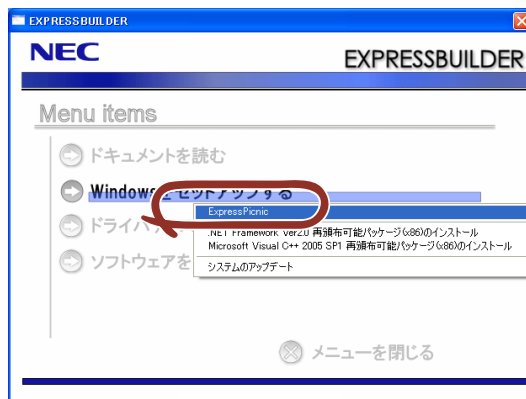 EXPRESSBUILDER
NEC
EXPRESSBUILDER
Menu items
ドキュメントを読む
Windowsをセットアップする
ExpressPicnic
ドライバ
.NET Framework Ver2.0 再頒布可能パッケージ(x86)のインストール
Microsoft Visual C++ 2005 SP1 再頒布可能パッケージ(x86)のインストール
ソフトウェアを
システムのアップデート
メニューを閉じる